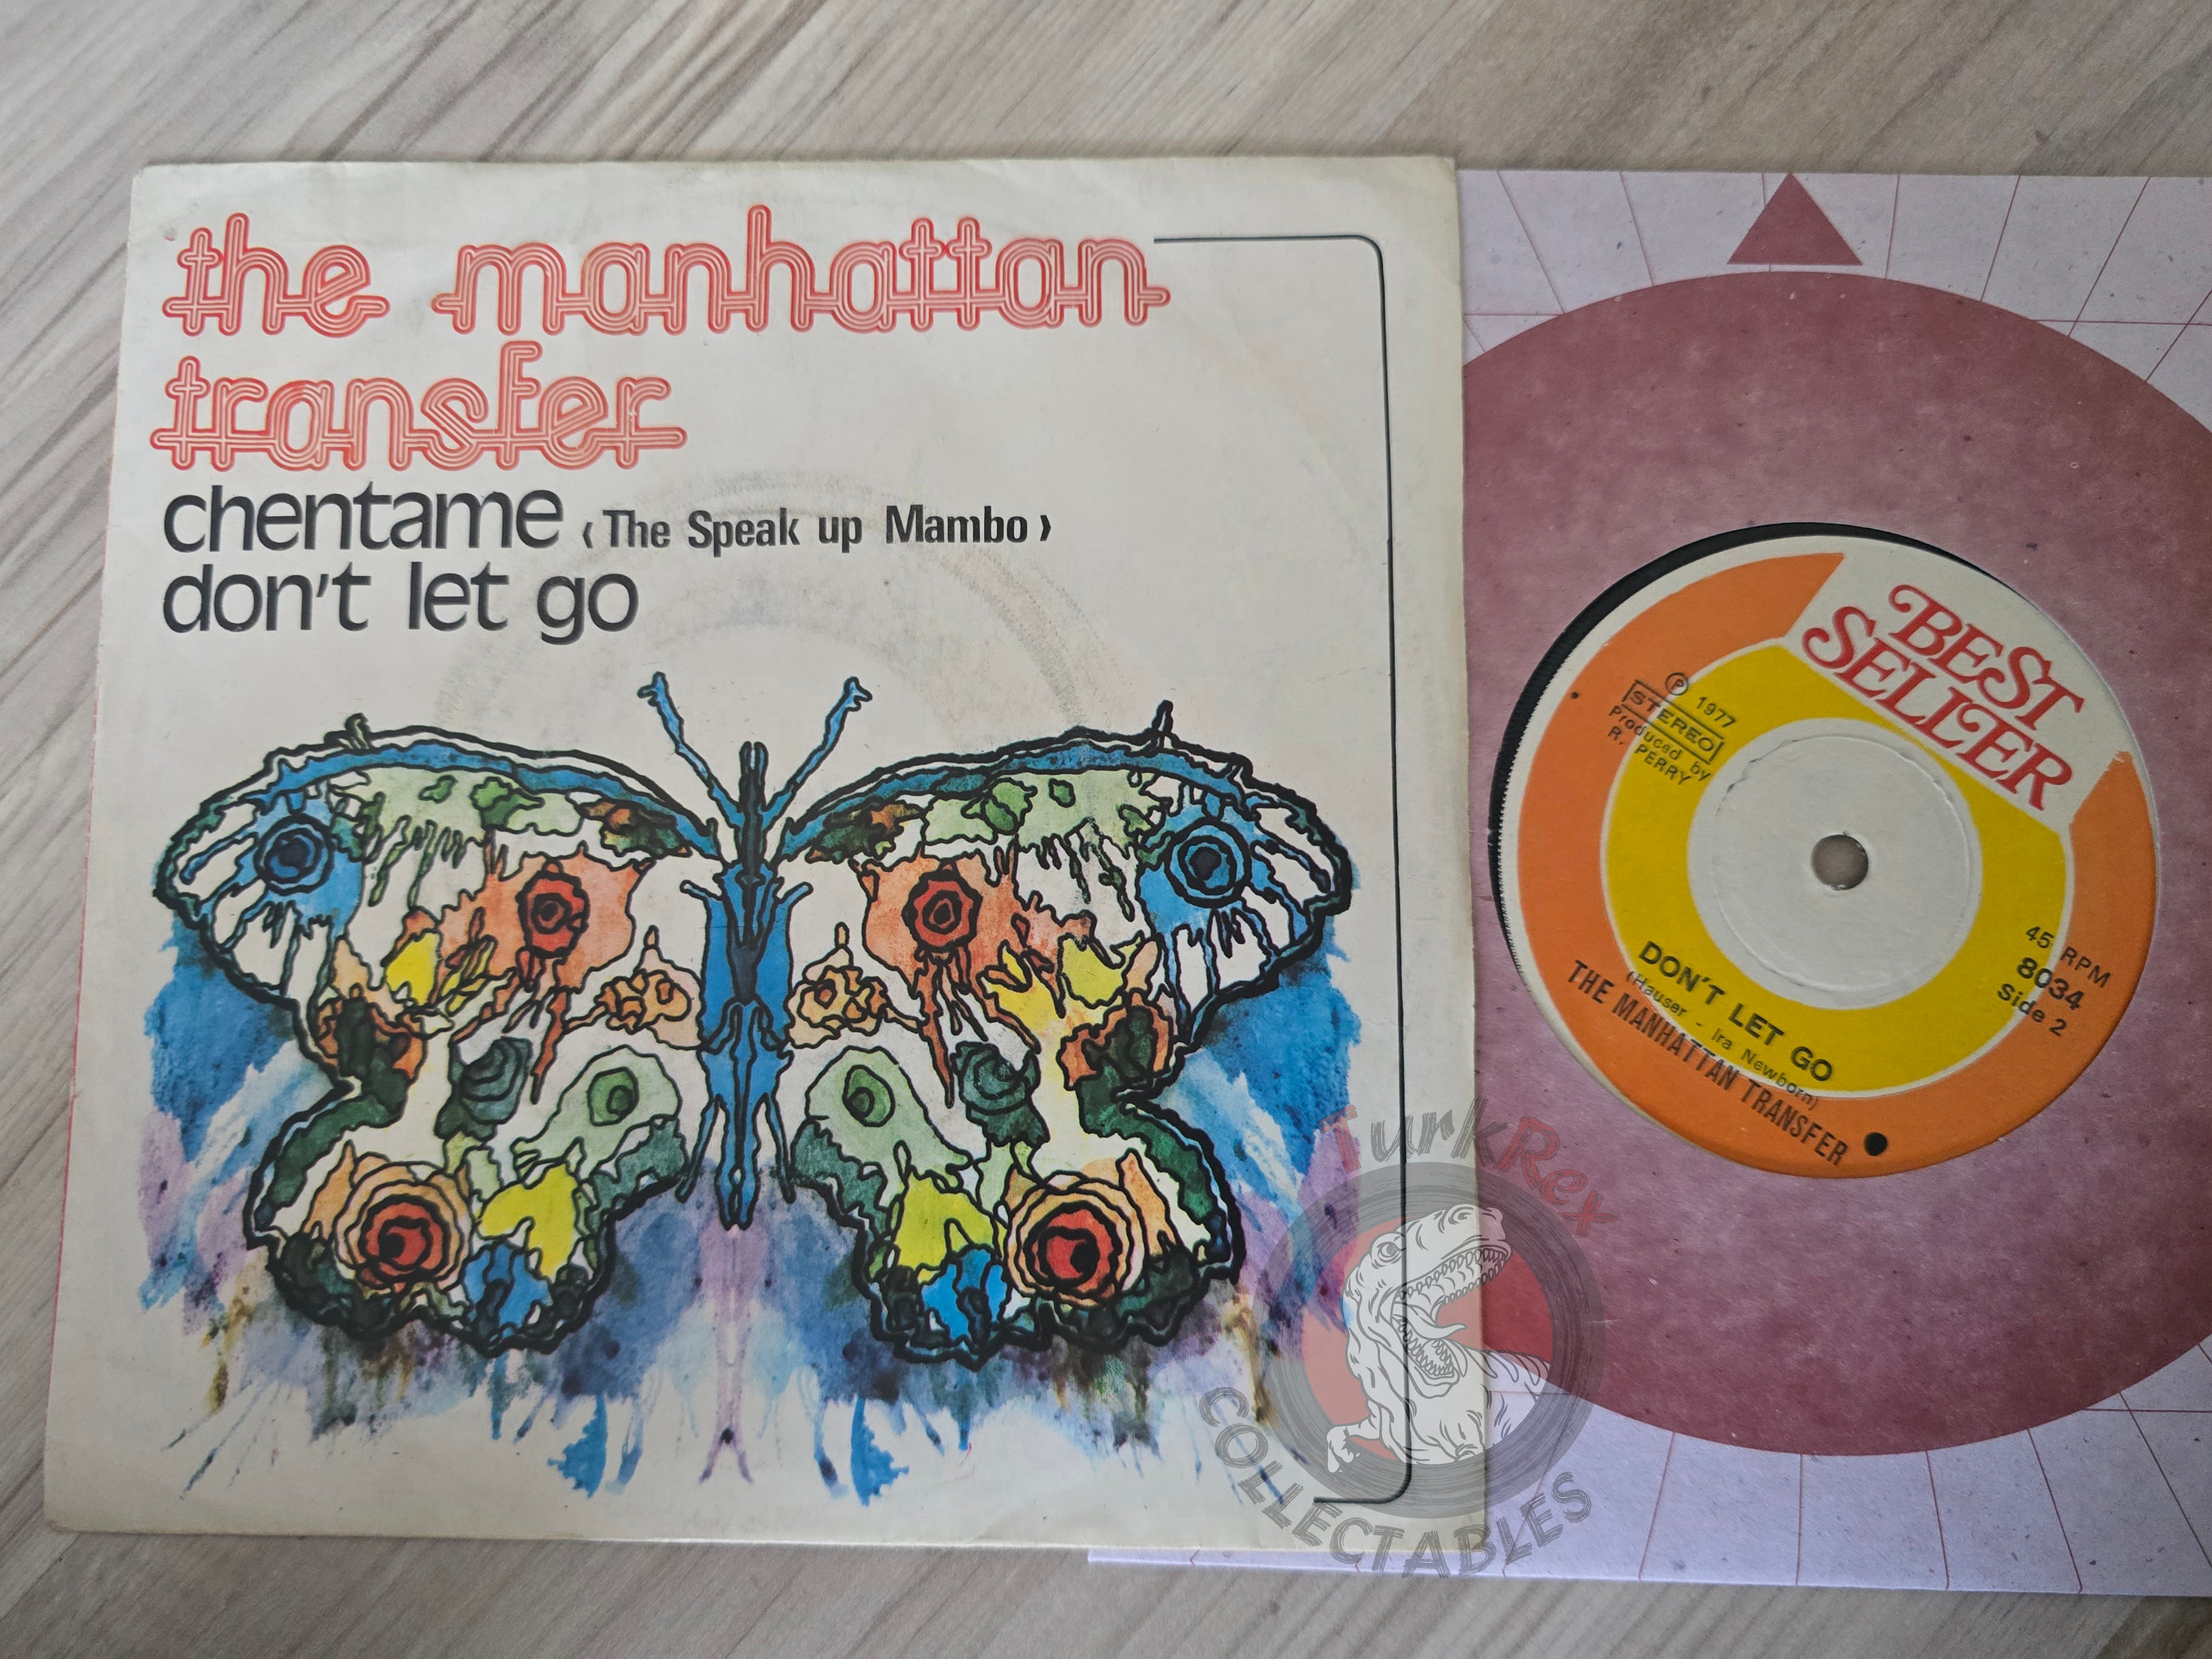 the manhattan
transfer
chentame (The Speak up Mambo)
don't let go
BEST
SELLER
℗ 1977
STEREO
Produced by
R. PERRY
45 RPM
8034
Side 2
DON'T LET GO
(Hauser - Ira Newborn)
THE MANHATTAN TRANSFER
TurkRex
COLLECTABLES